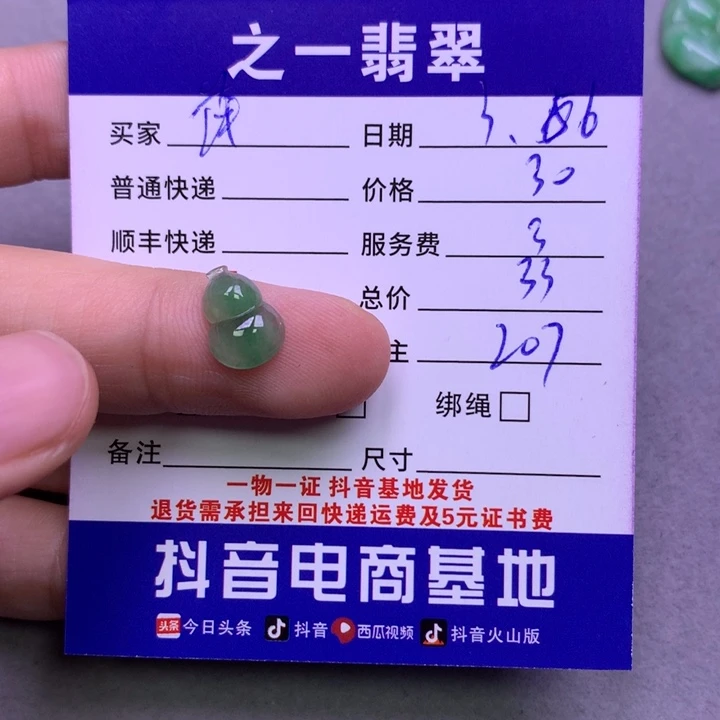 之一翡翠
买家 日期 3.
普通快递 价格 30
顺丰快递 服务费 3
总价 33
主 207
绑绳
备注 尺寸
一物一证 抖音基地发货
退货需承担来回快递运费及5元证书费
抖音电商基地
头条 今日头条 抖音 西瓜视频 抖音火山版